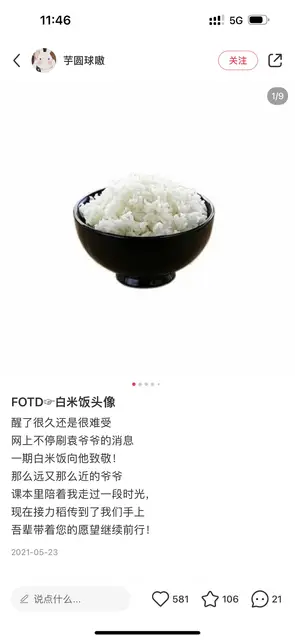 11:46
5G
芋圆球嗷
关注
1/9
FOTD☞白米饭头像
醒了很久还是很难受
网上不停刷袁爷爷的消息
一期白米饭向他致敬！
那么远又那么近的爷爷
课本里陪着我走过一段时光，
现在接力稻传到了我们手上
吾辈带着您的愿望继续前行！
2021-05-23
说点什么...
581
106
21